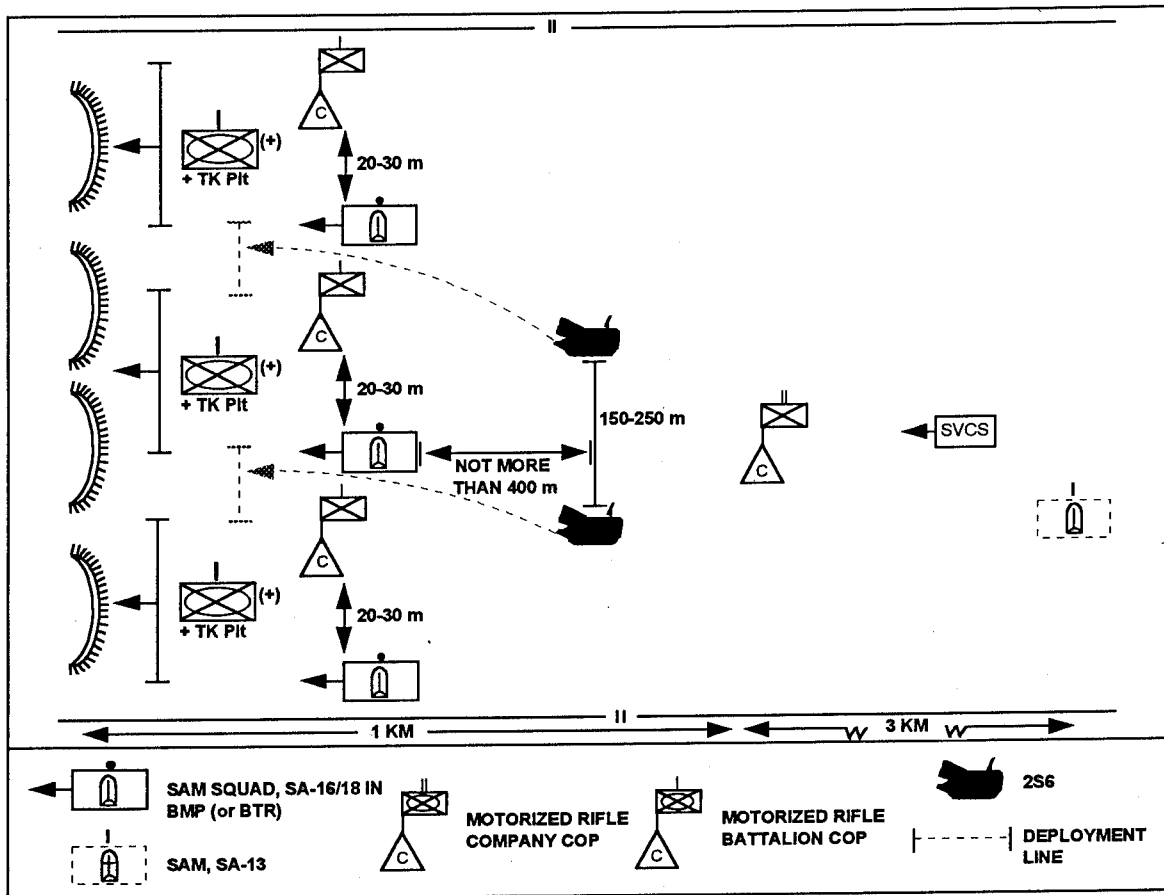 II
C
(+)
+ TK Plt
20-30 m
C
(+)
+ TK Plt
20-30 m
150-250 m
NOT MORE
THAN 400 m
C
SVCS
C
(+)
+ TK Plt
20-30 m
II
1 KM
3 KM
SAM SQUAD, SA-16/18 IN
BMP (or BTR)
SAM, SA-13
C
MOTORIZED RIFLE
COMPANY COP
C
MOTORIZED RIFLE
BATTALION COP
2S6
DEPLOYMENT
LINE